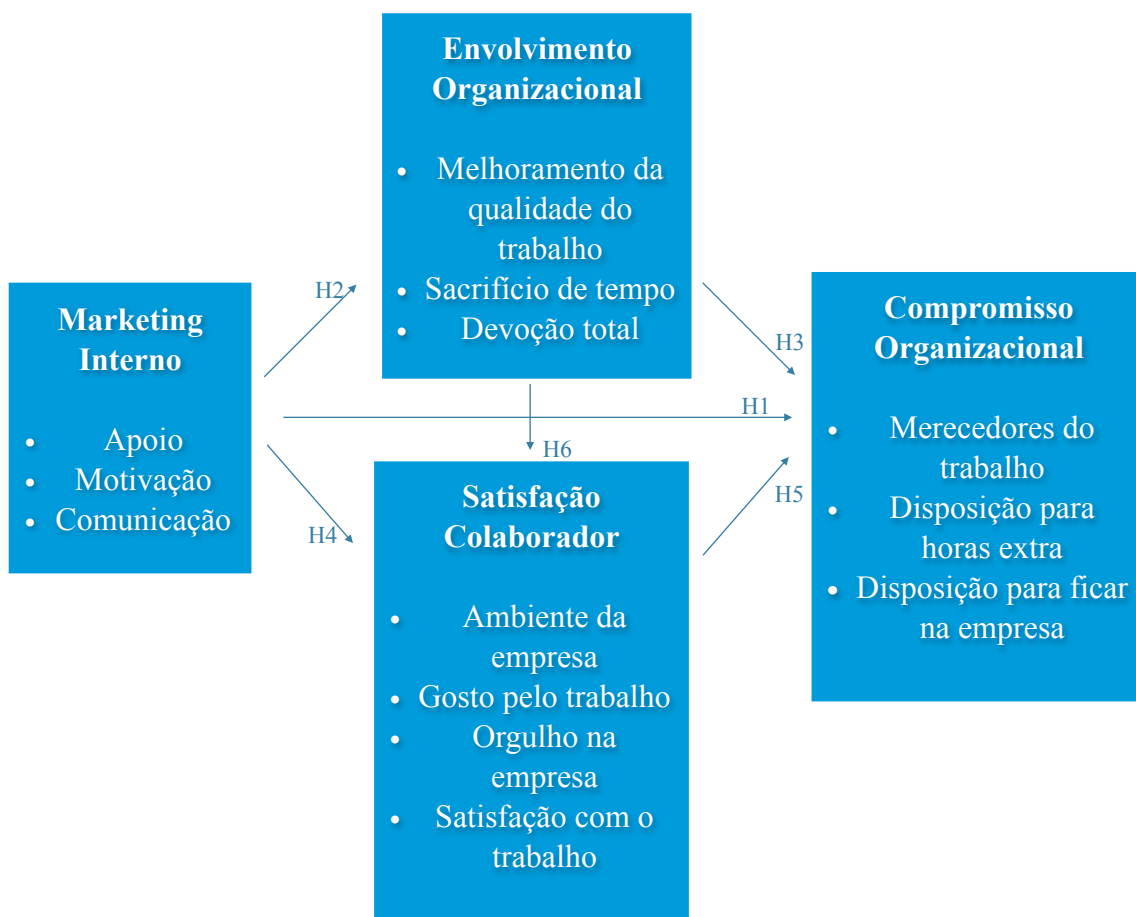 Envolvimento
Organizacional
• Melhoramento da
qualidade do
trabalho
• Sacrifício de tempo
• Devoção total
Marketing
Interno
• Apoio
• Motivação
• Comunicação
H2
H3
H1
H6
H4
H5
Satisfação
Colaborador
• Ambiente da
empresa
• Gosto pelo trabalho
• Orgulho na
empresa
• Satisfação com o
trabalho
Compromisso
Organizacional
• Merecedores do
trabalho
• Disposição para
horas extra
• Disposição para ficar
na empresa